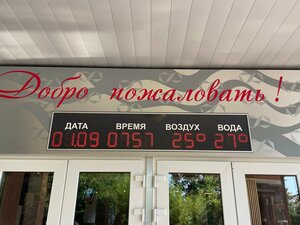 Добро пожаловать!
ДАТА ВРЕМЯ ВОЗДУХ ВОДА
01.09 07 57 25° 27°